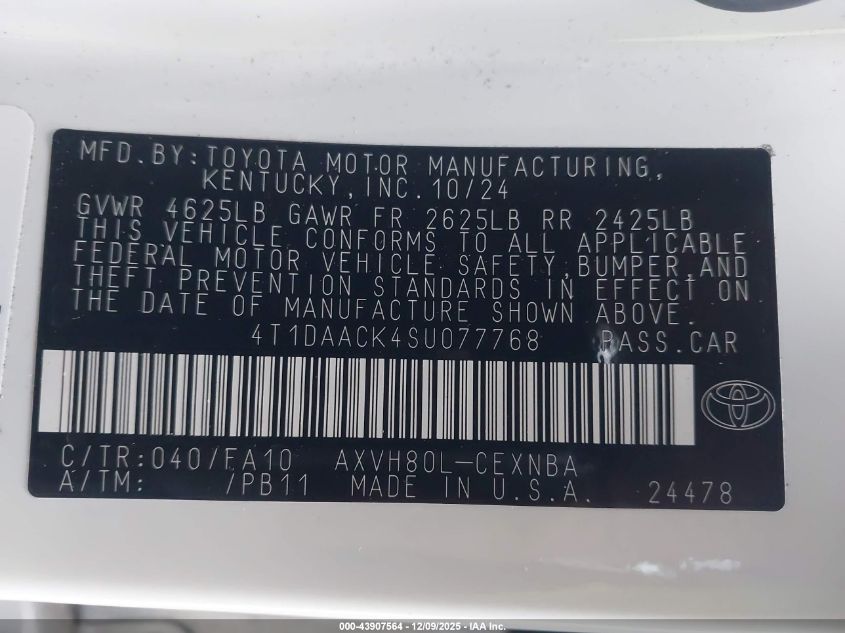 MFD.BY:TOYOTA MOTOR MANUFACTURING,
KENTUCKY,INC. 10/24
GVWR 4625LB GAWR FR 2625LB RR 2425LB
THIS VEHICLE CONFORMS TO ALL APPLICABLE
FEDERAL MOTOR VEHICLE SAFETY,BUMPER,AND
THEFT PREVENTION STANDARDS IN EFFECT ON
THE DATE OF MANUFACTURE SHOWN ABOVE.
4T1DAACK4SU077768 PASS.CAR
C/TR:040/FA10 AXVH80L-CEXNBA
A/TM: /PB11 MADE IN U.S.A. 24478
000-43907564 - 12/09/2025 - IAA Inc.